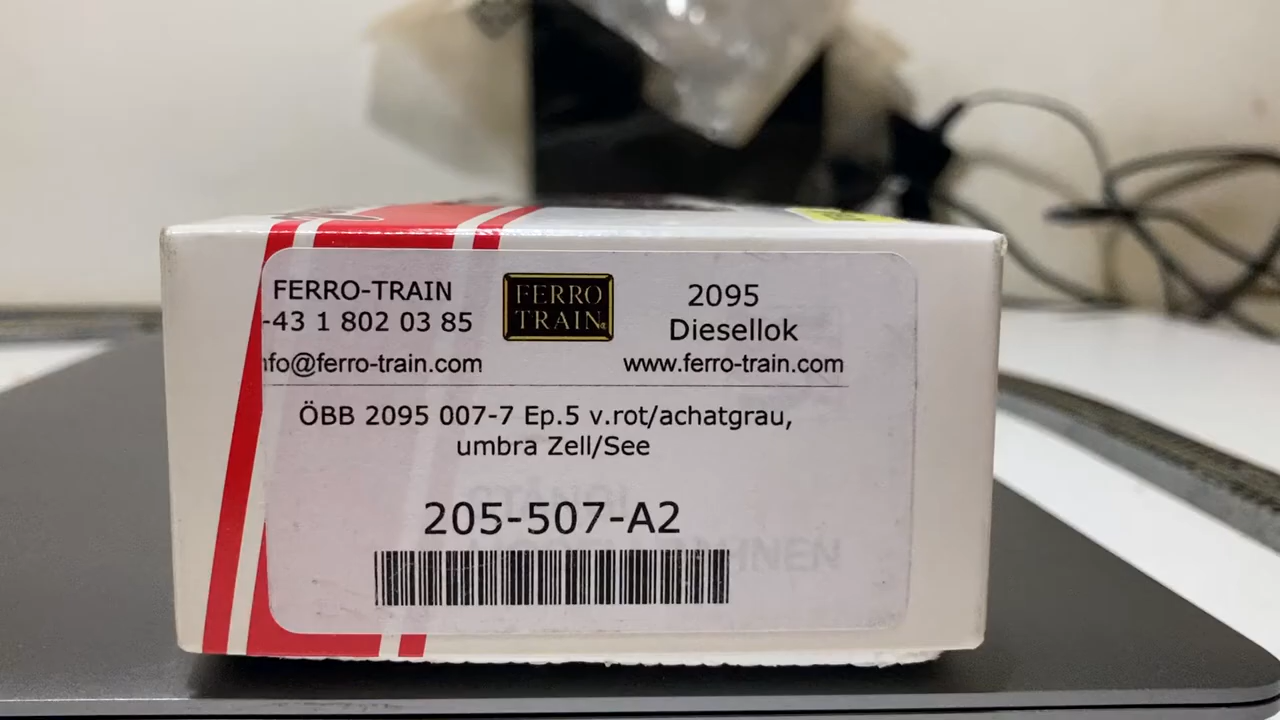 FERRO-TRAIN
-43 1 802 03 85
nfo@ferro-train.com
FERRO
TRAIN
2095
Diesellok
www.ferro-train.com
ÖBB 2095 007-7 Ep.5 v.rot/achatgrau,
umbra Zell/See
205-507-A2